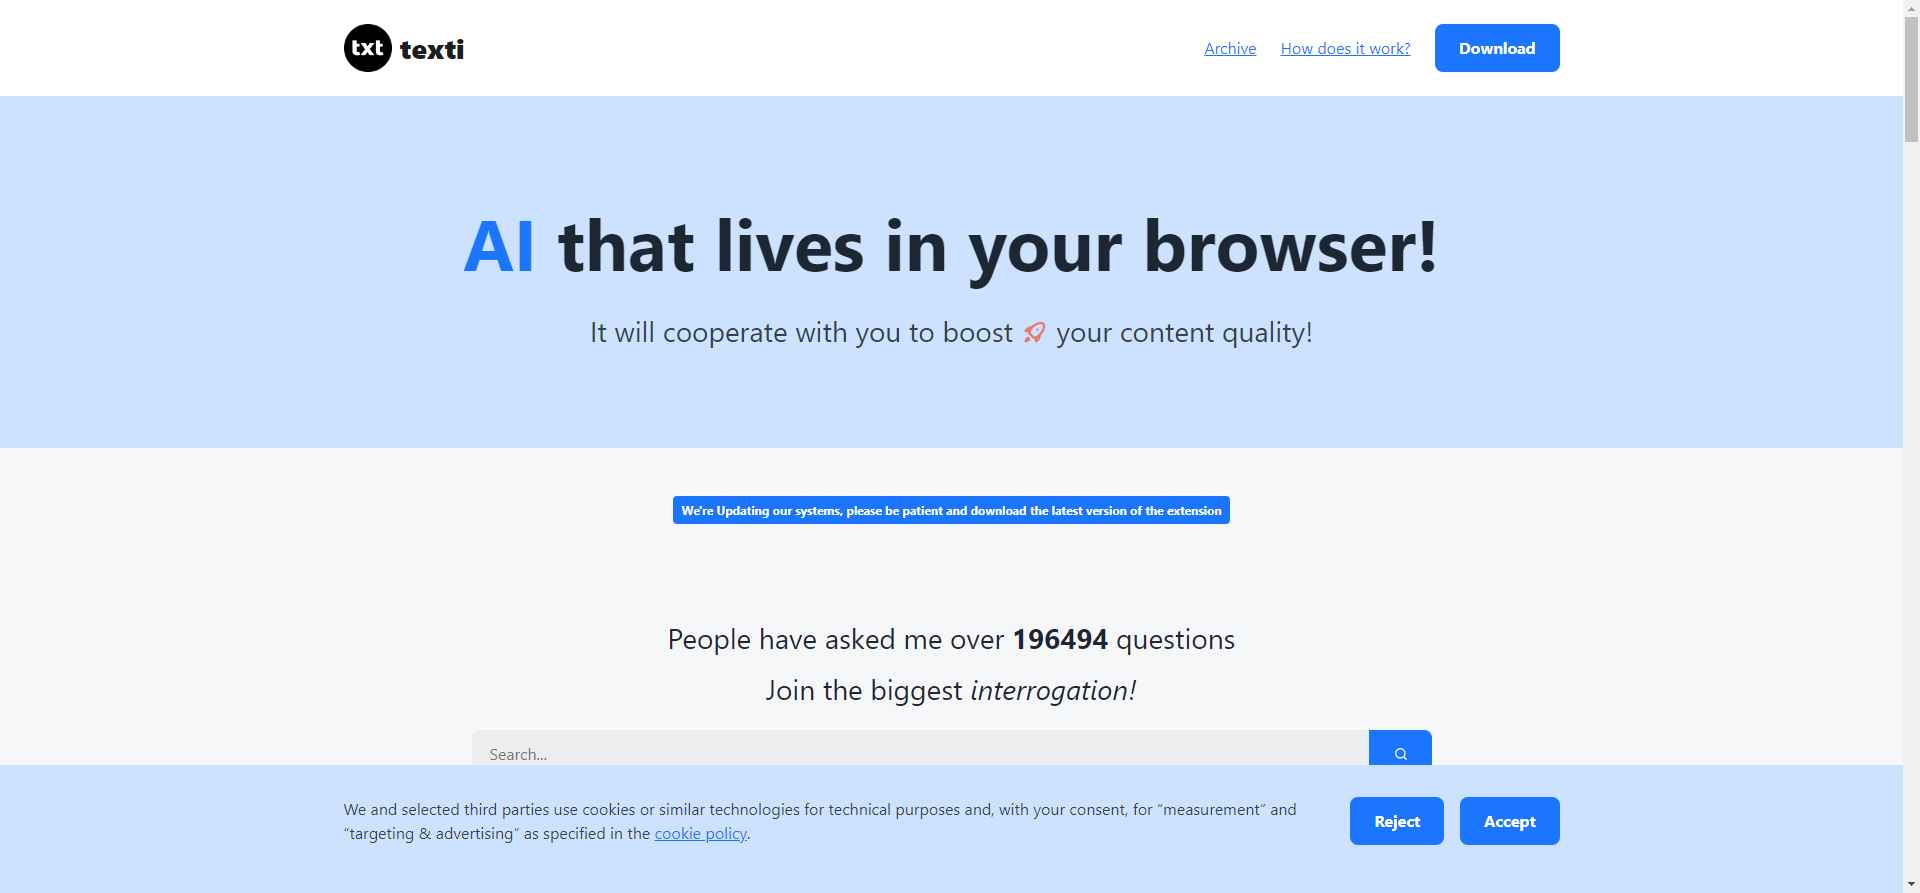 txt texti
Archive How does it work? Download
AI that lives in your browser!
It will cooperate with you to boost your content quality!
We're Updating our systems, please be patient and download the latest version of the extension
People have asked me over 196494 questions
Join the biggest interrogation!
Search...
We and selected third parties use cookies or similar technologies for technical purposes and, with your consent, for “measurement” and
“targeting & advertising” as specified in the cookie policy.
Reject Accept